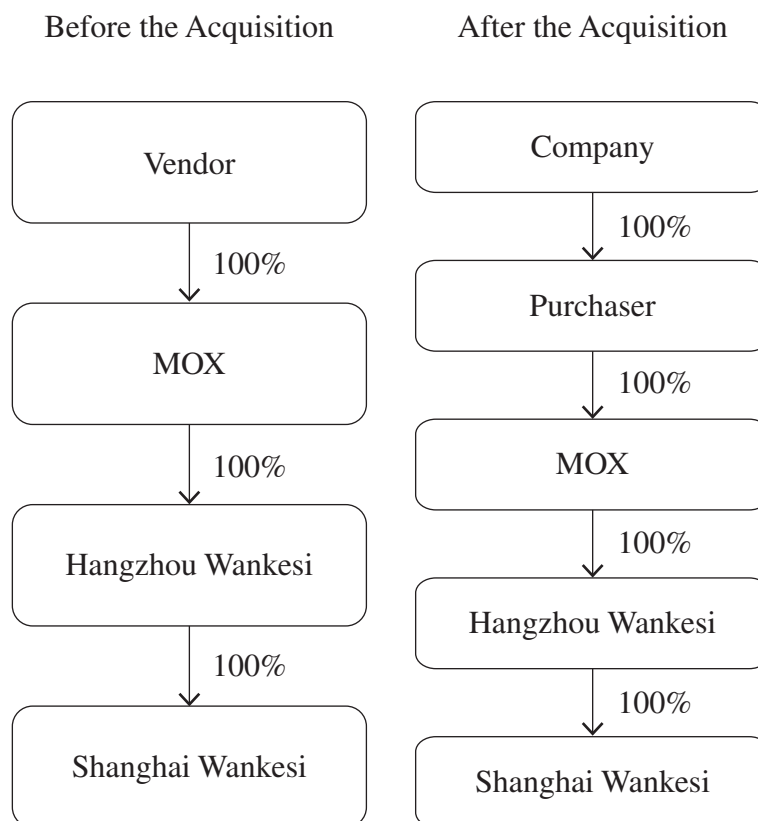 Before the Acquisition
Vendor
100%
MOX
100%
Hangzhou Wankesi
100%
Shanghai Wankesi
After the Acquisition
Company
100%
Purchaser
100%
MOX
100%
Hangzhou Wankesi
100%
Shanghai Wankesi